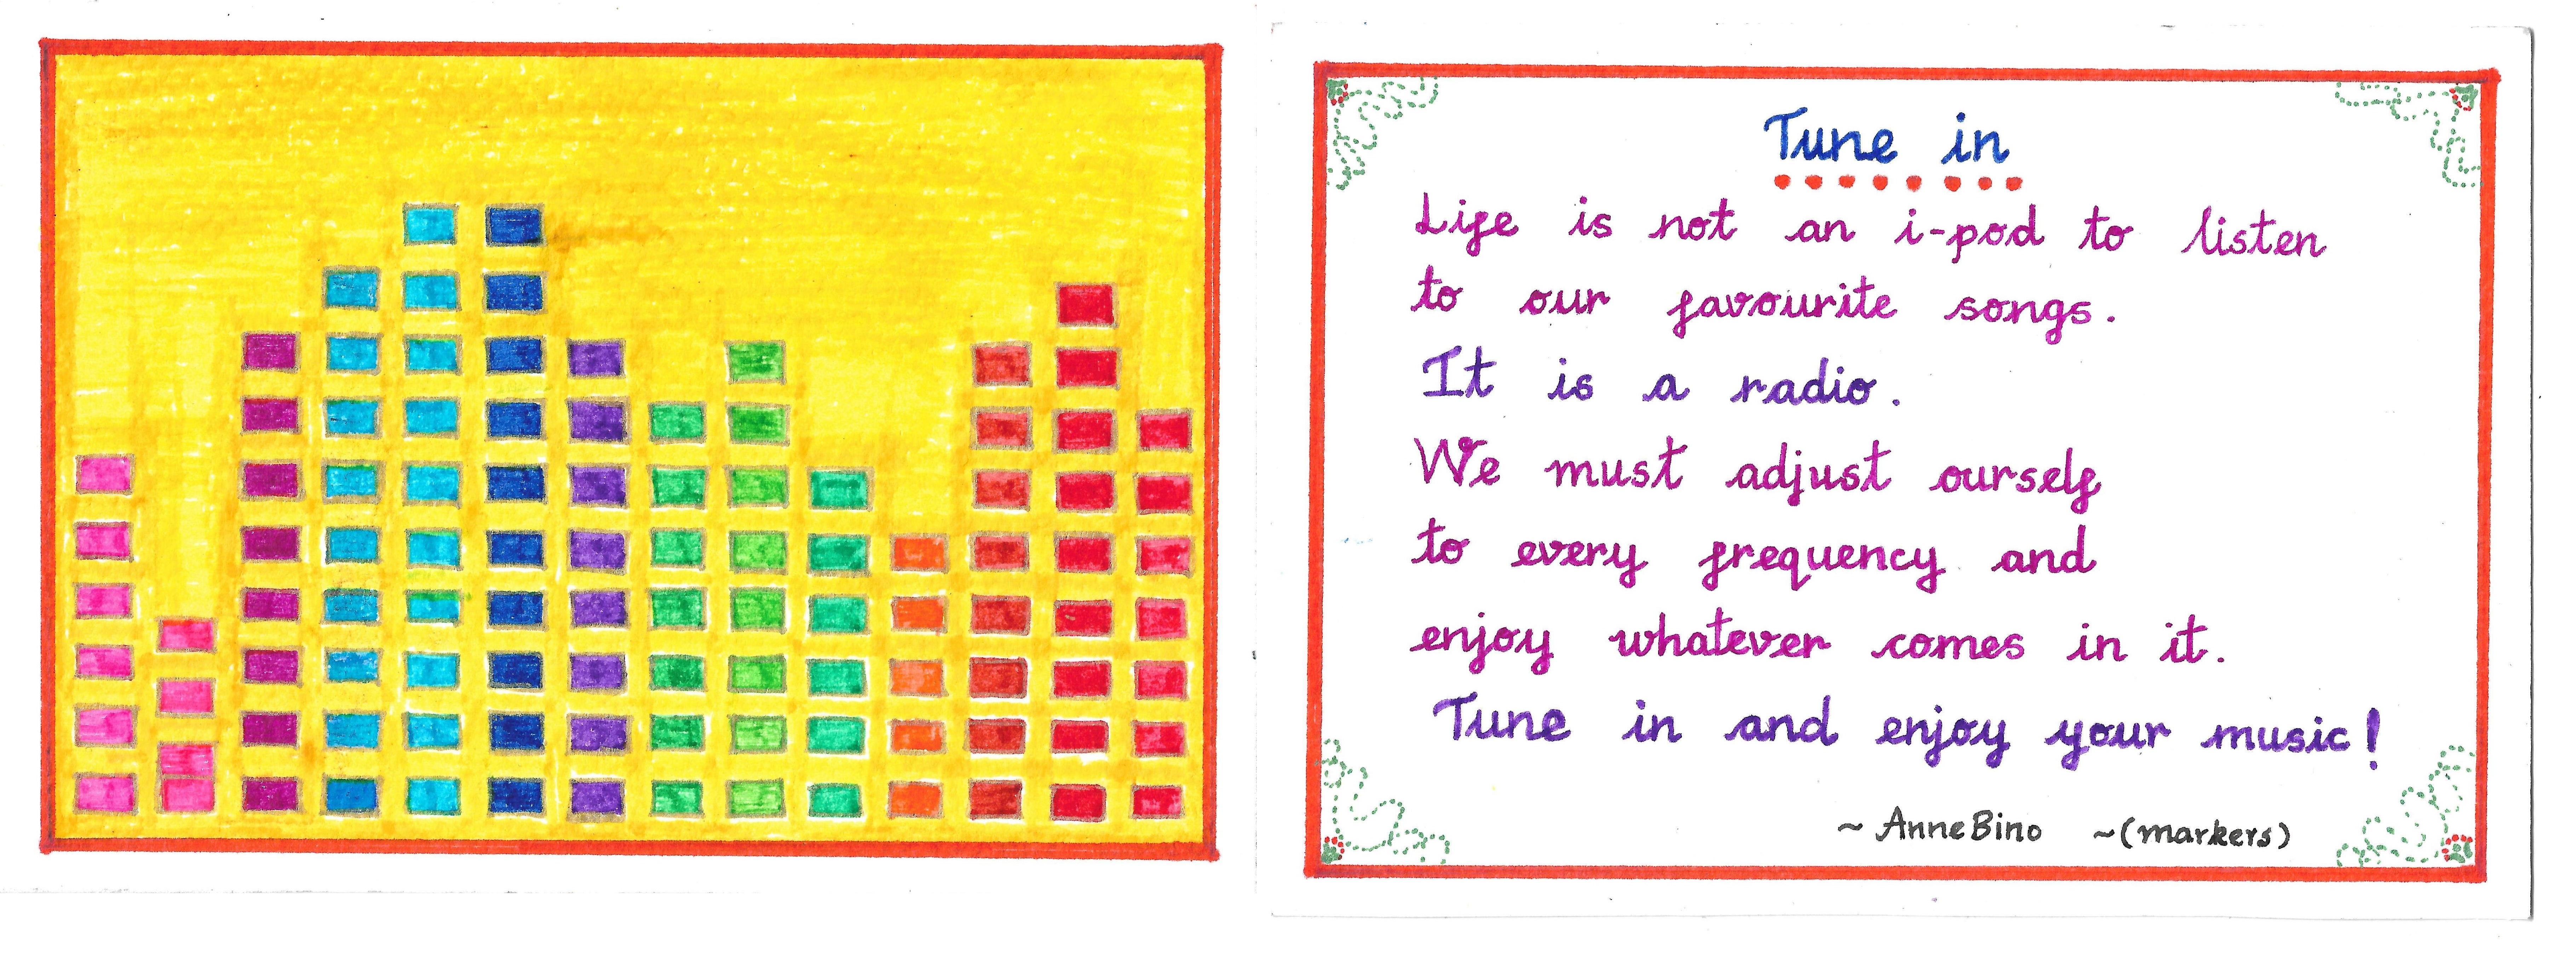 Tune in
Life is not an i-pod to listen
to our favourite songs.
It is a radio.
We must adjust ourself
to every frequency and
enjoy whatever comes in it.
Tune in and enjoy your music!
~ AnneBino ~(markers)